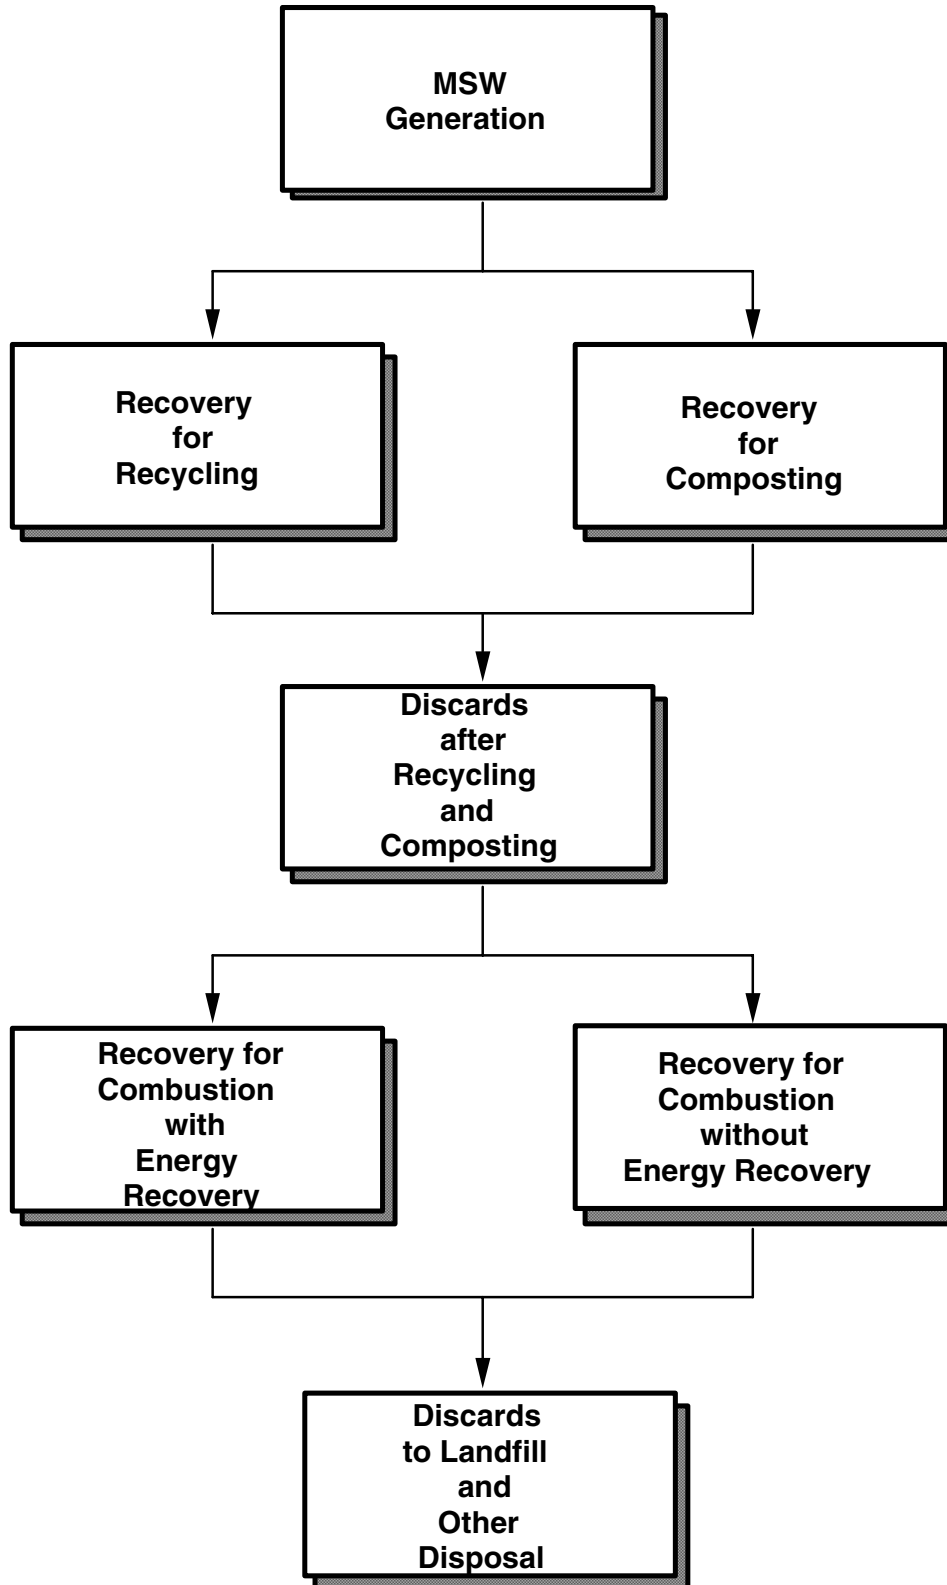 MSW
Generation
Recovery
for
Recycling
Recovery
for
Composting
Discards
after
Recycling
and
Composting
Recovery for
Combustion
with
Energy
Recovery
Recovery for
Combustion
without
Energy Recovery
Discards
to Landfill
and
Other
Disposal